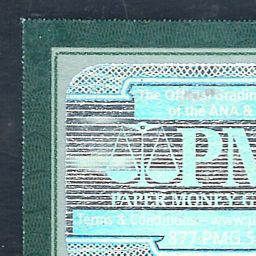 The Official Grading
of the ANA &
PM
PAPER MONEY G
Terms & Conditions - www.
877-PMG-5